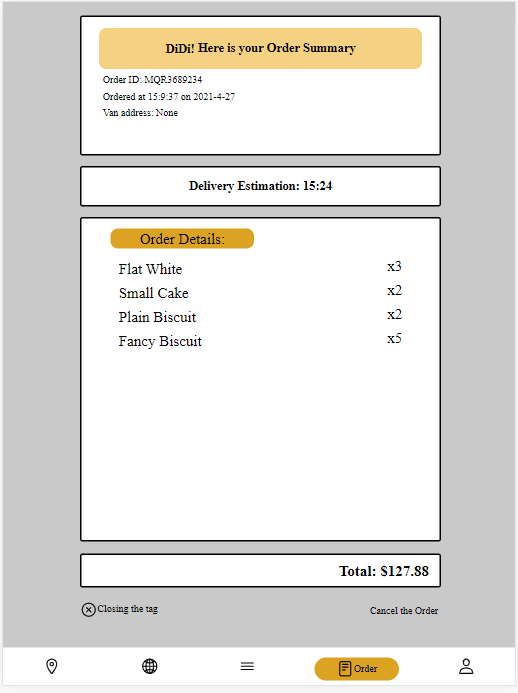 DiDi! Here is your Order Summary
Order ID: MQR3689234
Ordered at 15:9:37 on 2021-4-27
Van address: None
Delivery Estimation: 15:24
Order Details:
Flat White x3
Small Cake x2
Plain Biscuit x2
Fancy Biscuit x5
Total: $127.88
Closing the tag
Cancel the Order
Order